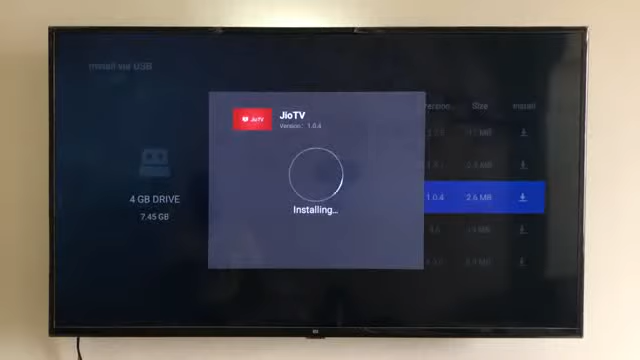 Install via USB
JioTV
JioTV
Version : 1.0.4
Version
Size
Install
4 GB DRIVE
7.45 GB
1.0.4
2.6 MB
Installing...